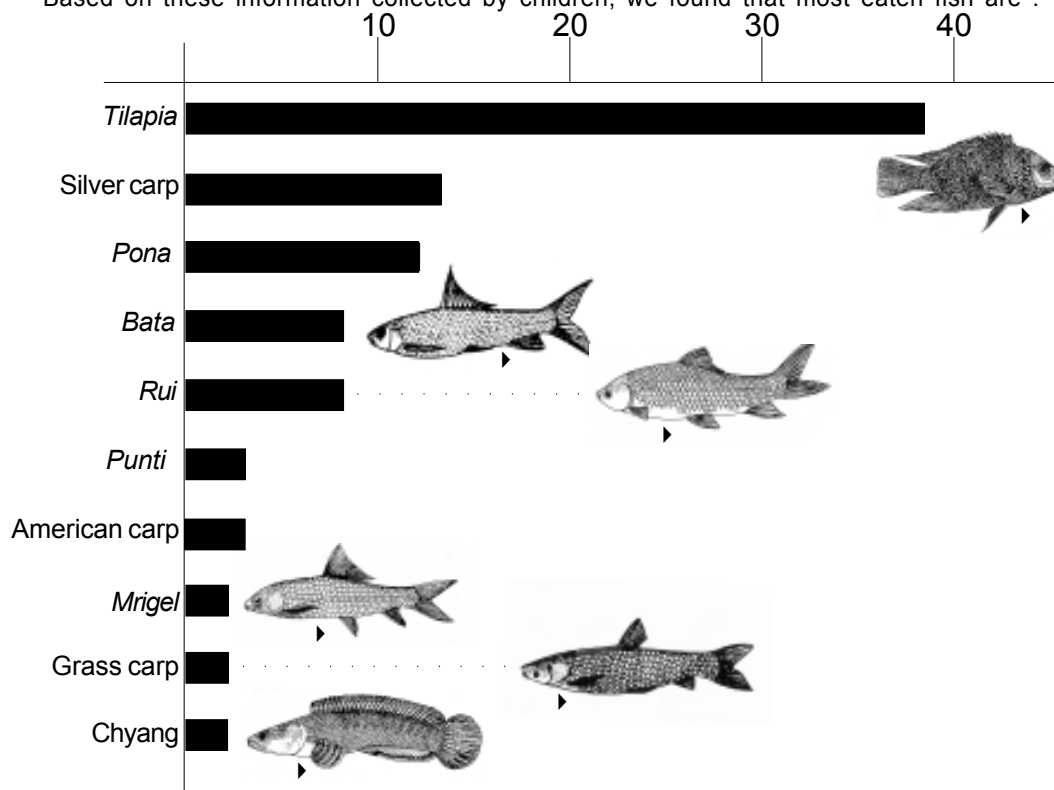 Based on these information collected by children, we found that most eaten fish are :
10 20 30 40
Tilapia
Silver carp
Pona
Bata
Rui
Punti
American carp
Mrigel
Grass carp
Chyang